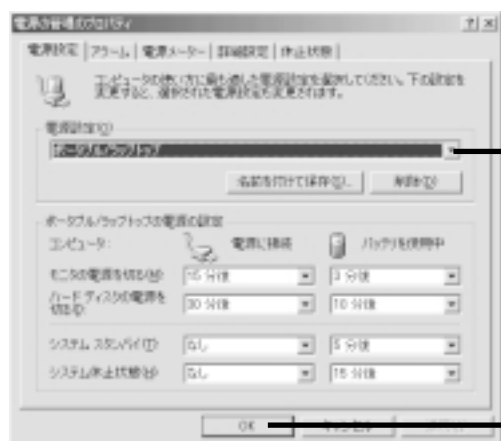 電源の管理のプロパティ
電源設定 アラーム 電源メーター 詳細設定 休止状態
コンピュータの使い方に最も適した電源設定を選択してください。下の設定を
変更すると、選択された電源設定も変更されます。
電源設定(O)
ポータブル/ラップトップ
名前を付けて保存(S)... 削除(D)
ポータブル/ラップトップの電源の設定
コンピュータ: 電源に接続 バッテリを使用中
モニタの電源を切る(M): 15 分後 3 分後
ハード ディスクの電源を
切る(I): 30 分後 10 分後
システム スタンバイ(T): なし 5 分後
システム休止状態(H): なし 15 分後
OK キャンセル